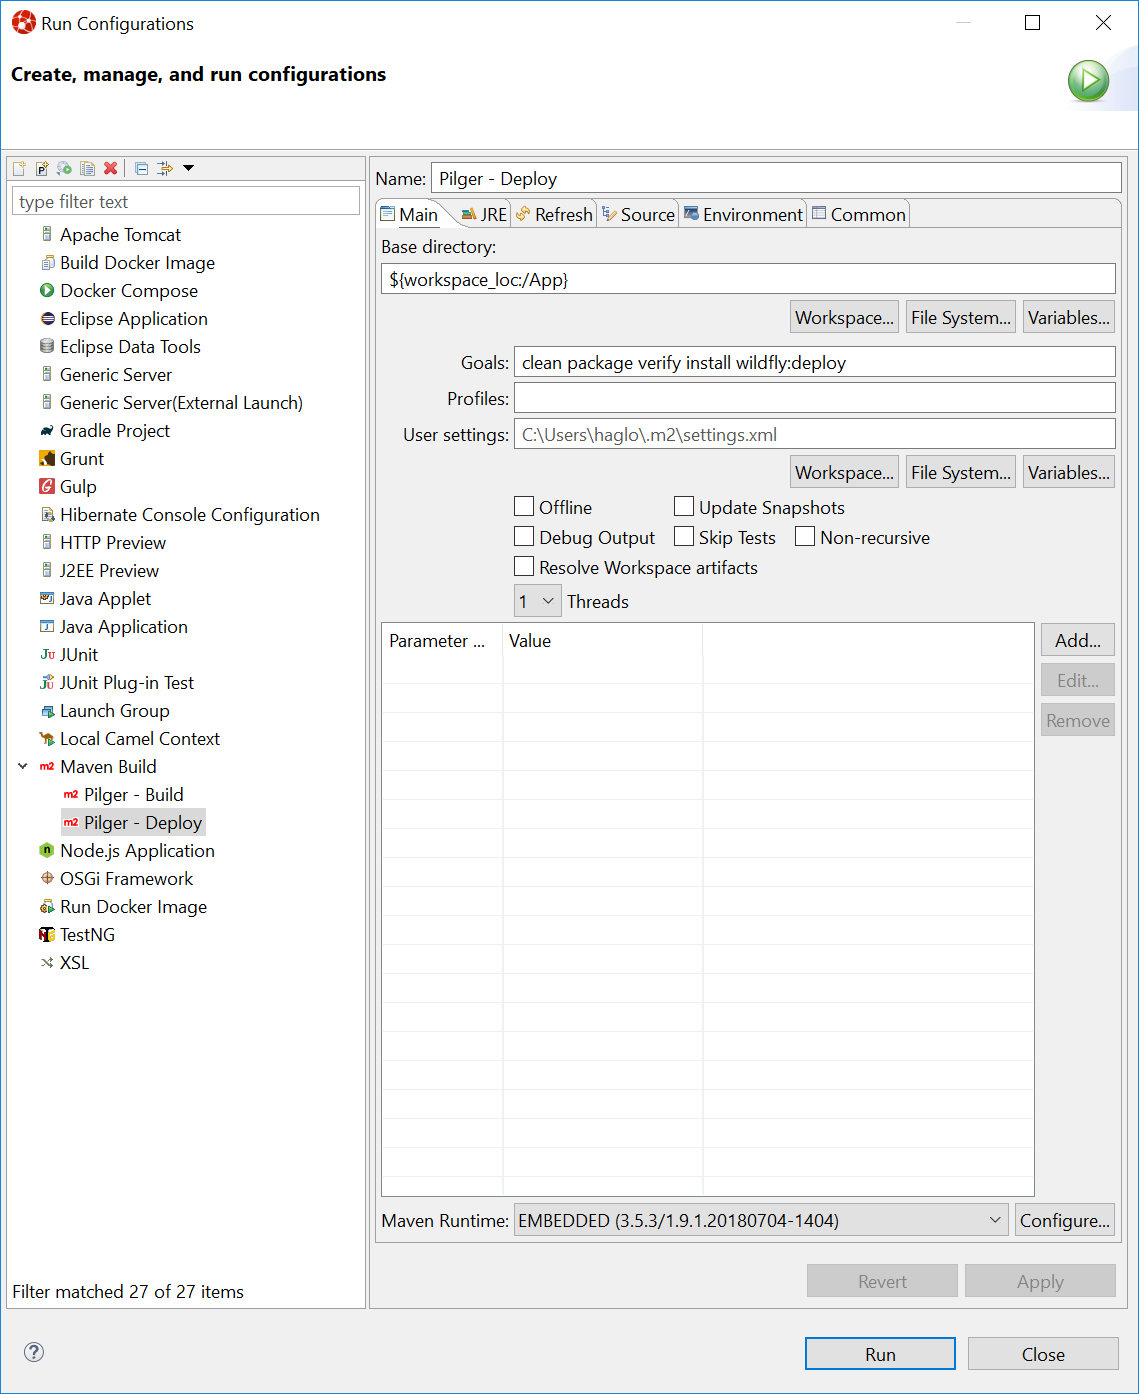 Run Configurations
Create, manage, and run configurations
type filter text
Apache Tomcat
Build Docker Image
Docker Compose
Eclipse Application
Eclipse Data Tools
Generic Server
Generic Server(External Launch)
Gradle Project
Grunt
Gulp
Hibernate Console Configuration
HTTP Preview
J2EE Preview
Java Applet
Java Application
JUnit
JUnit Plug-in Test
Launch Group
Local Camel Context
Maven Build
Pilger - Build
Pilger - Deploy
Node.js Application
OSGi Framework
Run Docker Image
TestNG
XSL
Filter matched 27 of 27 items
Name: Pilger - Deploy
Main JRE Refresh Source Environment Common
Base directory:
${workspace_loc:/App}
Workspace... File System... Variables...
Goals: clean package verify install wildfly:deploy
Profiles:
User settings: C:\Users\haglo\.m2\settings.xml
Workspace... File System... Variables...
Offline Update Snapshots
Debug Output Skip Tests Non-recursive
Resolve Workspace artifacts
1 Threads
Parameter ... Value
Add...
Edit...
Remove
Maven Runtime: EMBEDDED (3.5.3/1.9.1.20180704-1404) Configure...
Revert Apply
Run Close